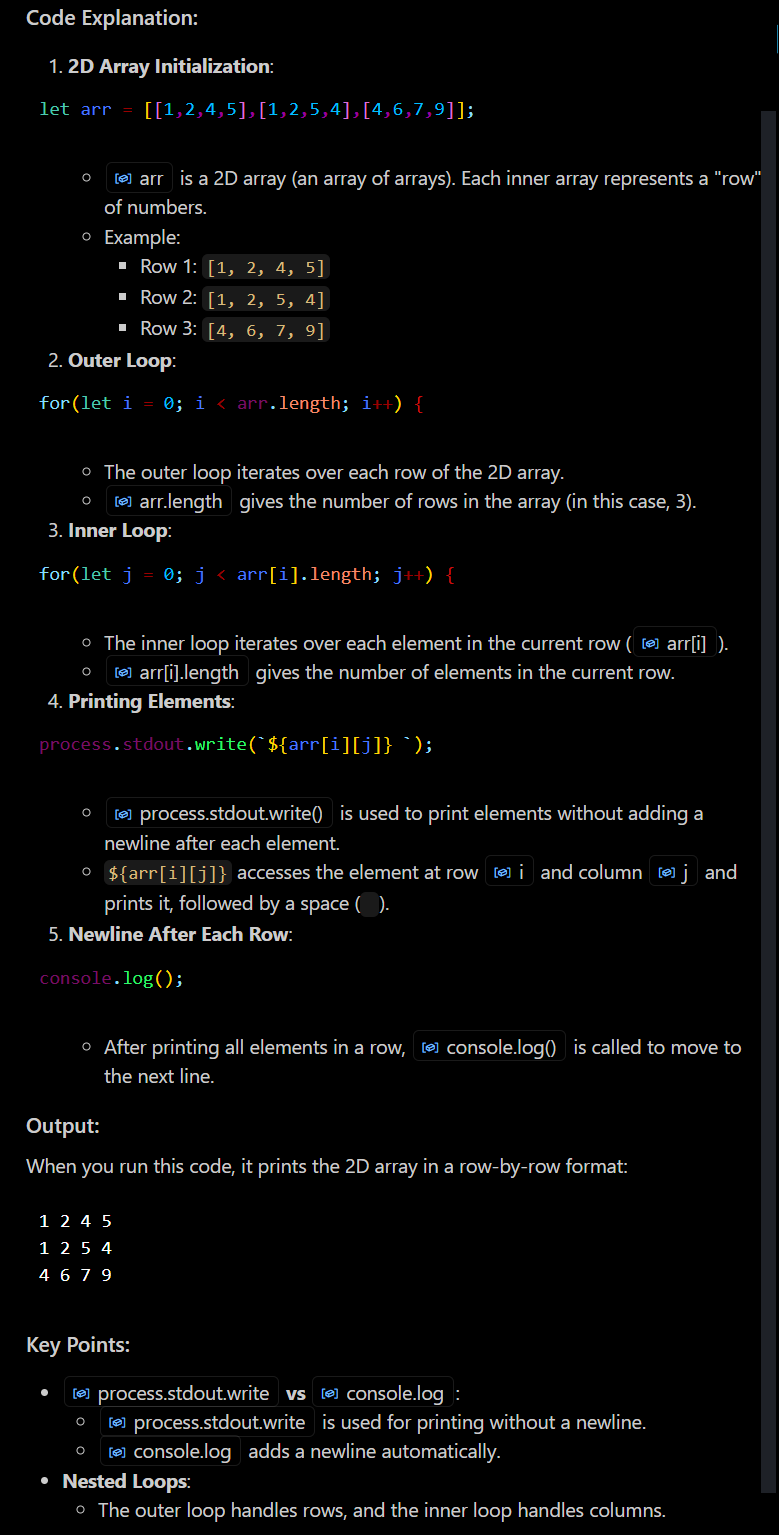 Code Explanation:
1. 2D Array Initialization:
let arr = [[1,2,4,5],[1,2,5,4],[4,6,7,9]];
arr is a 2D array (an array of arrays). Each inner array represents a "row"
of numbers.
Example:
Row 1: [1, 2, 4, 5]
Row 2: [1, 2, 5, 4]
Row 3: [4, 6, 7, 9]
2. Outer Loop:
for(let i = 0; i < arr.length; i++) {
The outer loop iterates over each row of the 2D array.
arr.length gives the number of rows in the array (in this case, 3).
3. Inner Loop:
for(let j = 0; j < arr[i].length; j++) {
The inner loop iterates over each element in the current row ( arr[i] ).
arr[i].length gives the number of elements in the current row.
4. Printing Elements:
process.stdout.write(`${arr[i][j]} `);
process.stdout.write() is used to print elements without adding a
newline after each element.
${arr[i][j]} accesses the element at row i and column j and
prints it, followed by a space ( ).
5. Newline After Each Row:
console.log();
After printing all elements in a row, console.log() is called to move to
the next line.
Output:
When you run this code, it prints the 2D array in a row-by-row format:
1 2 4 5
1 2 5 4
4 6 7 9
Key Points:
process.stdout.write vs console.log :
process.stdout.write is used for printing without a newline.
console.log adds a newline automatically.
Nested Loops:
The outer loop handles rows, and the inner loop handles columns.